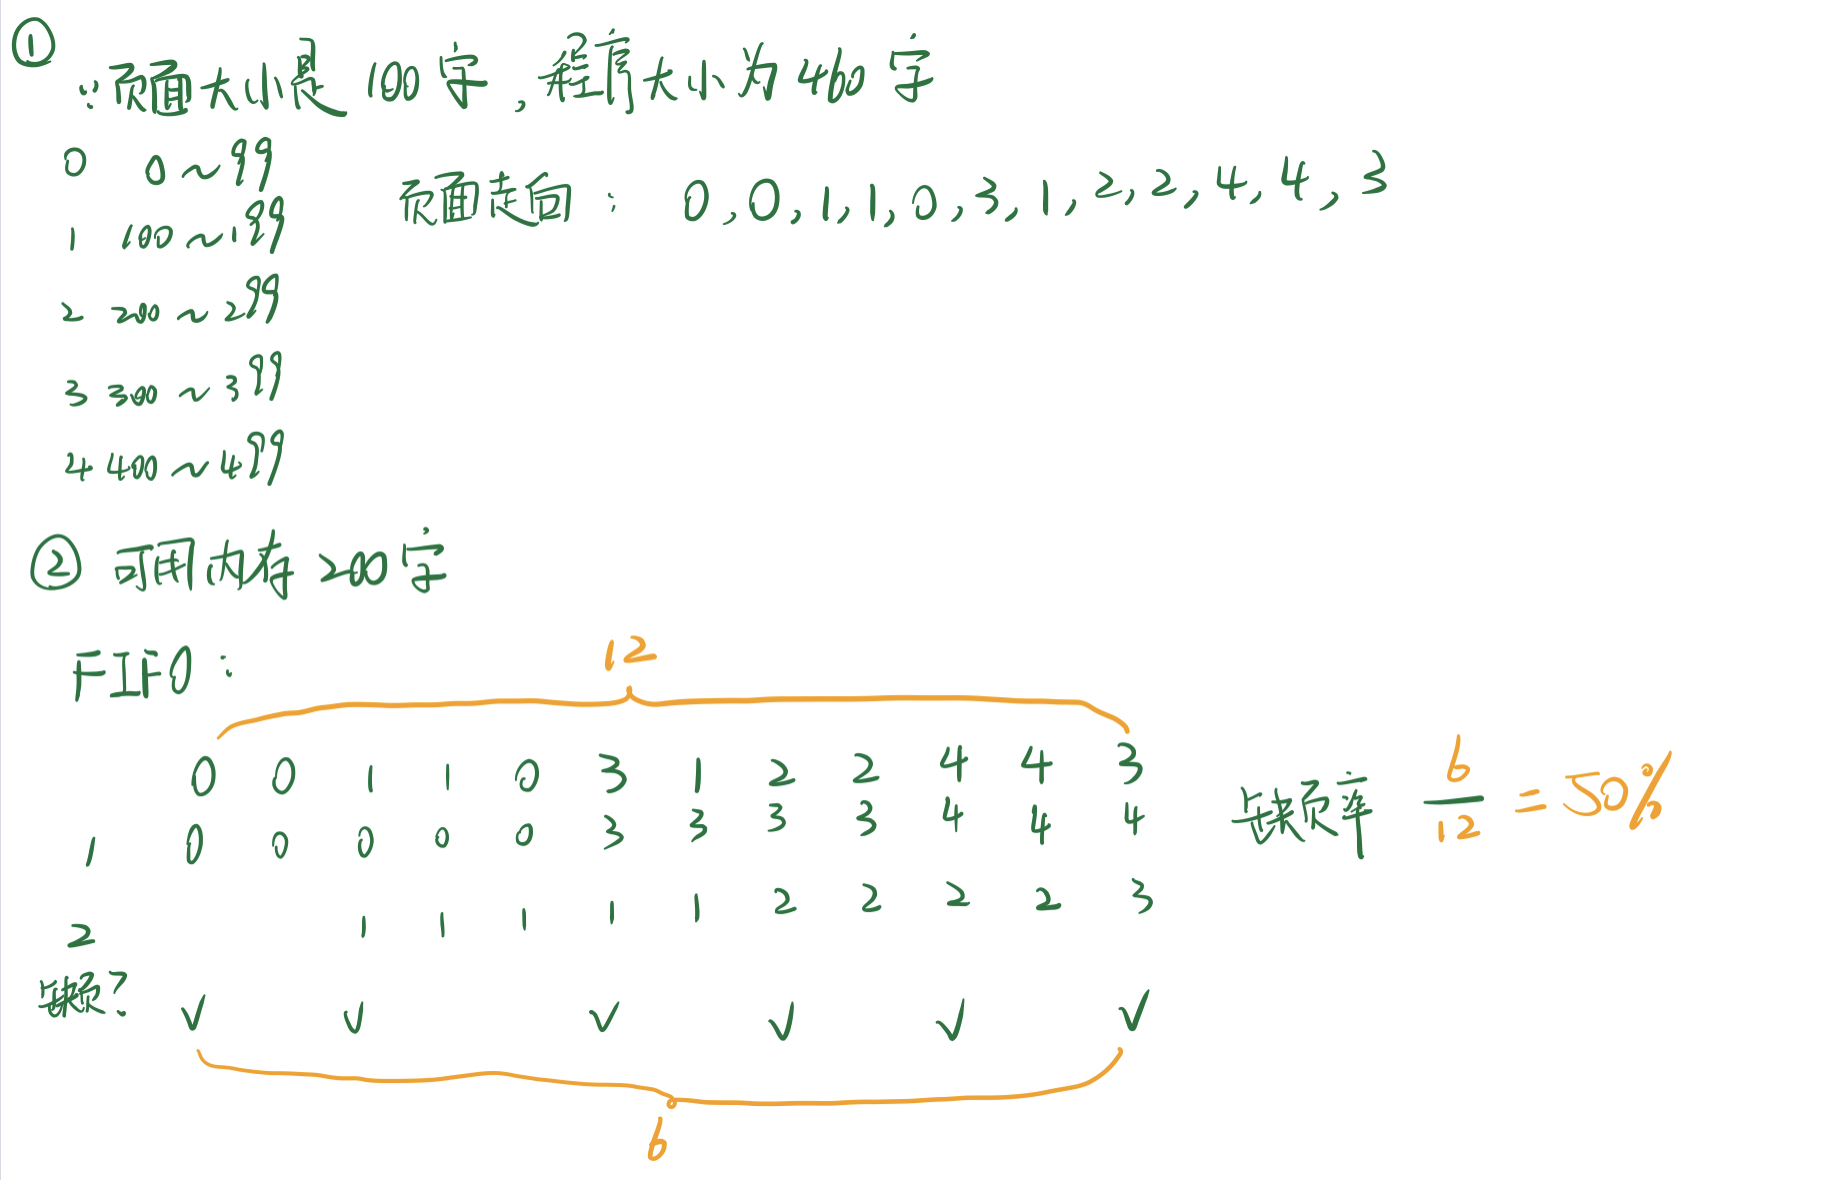 ①
∵页面大小是 100字,程序大小为460字
0 0~99
页面走向: 0,0,1,1,0,3,1,2,2,4,4,3
1 100~199
2 200~299
3 300~399
4 400~499
② 可用内存 200字
FIFO:
12
0 0 1 1 0 3 1 2 2 4 4 3
1 0 0 0 0 0 3 3 3 3 4 4 4
缺页率 6/12 = 50%
2 1 1 1 1 1 2 2 2 2 3
缺页? √ √ √ √ √ √
6